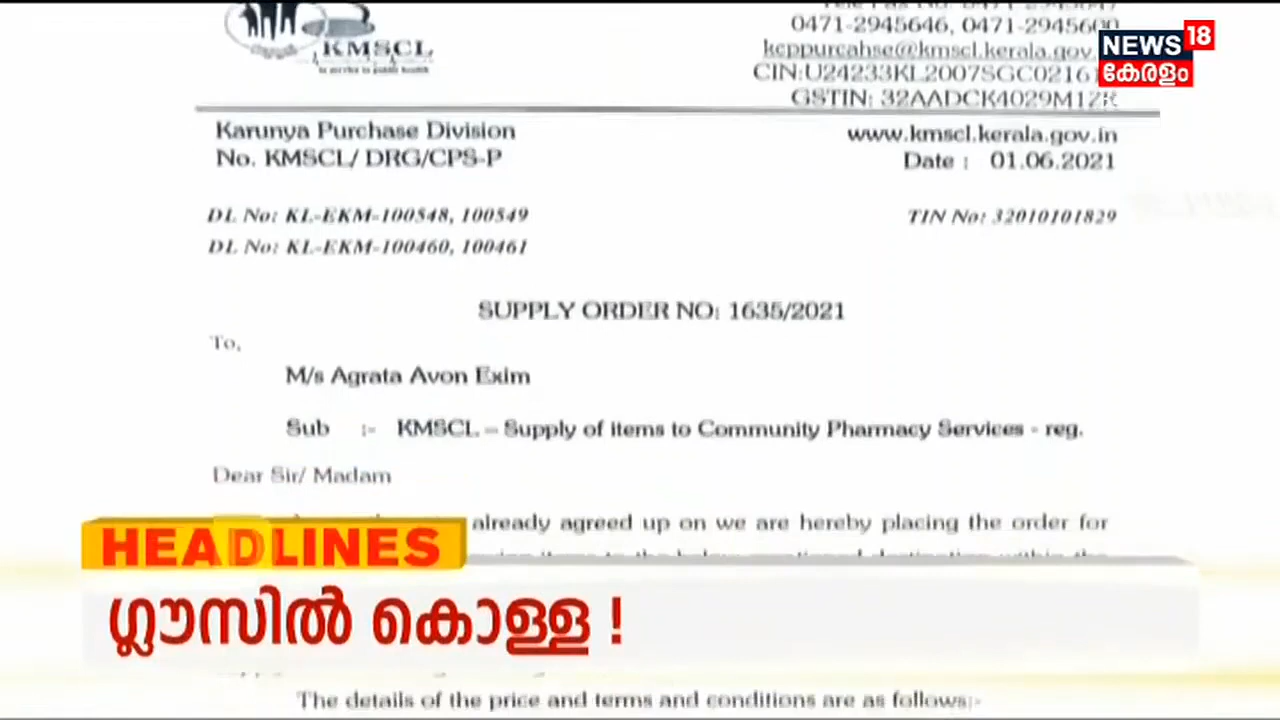 KMSCL
0471-2945646, 0471-2945600
kcppurcahse@kmscl.kerala.gov
CIN:U24233KL2007SGC0216
GSTIN: 32AADCK4029M1ZR
NEWS 18
കേരളം
Karunya Purchase Division
www.kmscl.kerala.gov.in
No. KMSCL/ DRG/CPS-P
Date : 01.06.2021
DL No: KL-EKM-100548, 100549
TIN No: 32010101829
DL No: KL-EKM-100460, 100461
SUPPLY ORDER NO: 1635/2021
To,
M/s Agrata Avon Exim
Sub :- KMSCL – Supply of items to Community Pharmacy Services - reg.
Dear Sir/ Madam
already agreed up on we are hereby placing the order for
HEADLINES
ഗ്ലൗസിൽ കൊള്ള !
The details of the price and terms and conditions are as follows:-